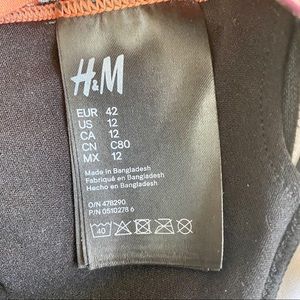 H&M
EUR 42
US 12
CA 12
CN C80
MX 12
Made in Bangladesh
Fabriqué en Bangladesh
Hecho en Bangladesh
O/N 478290
P/N 0510278 6
40